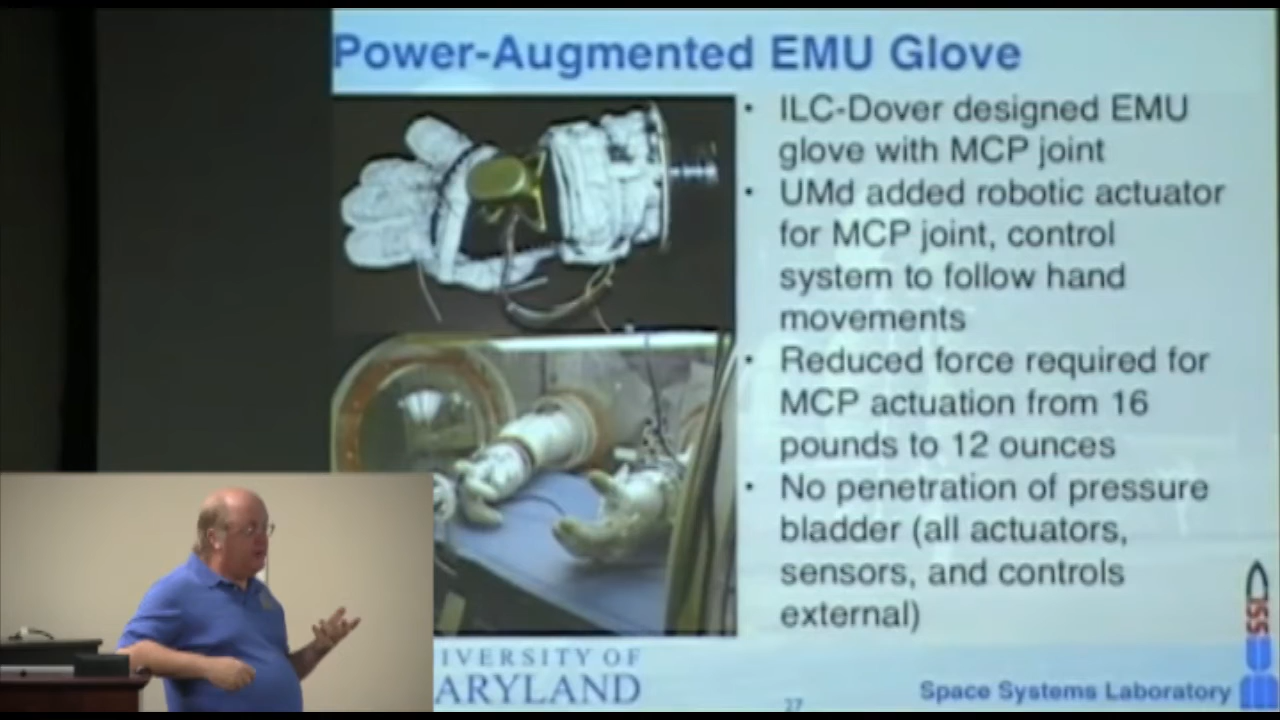 Power-Augmented EMU Glove
• ILC-Dover designed EMU
glove with MCP joint
• UMd added robotic actuator
for MCP joint, control
system to follow hand
movements
• Reduced force required for
MCP actuation from 16
pounds to 12 ounces
• No penetration of pressure
bladder (all actuators,
sensors, and controls
external)
IVERSITY OF
ARYLAND
27
Space Systems Laboratory
SSL